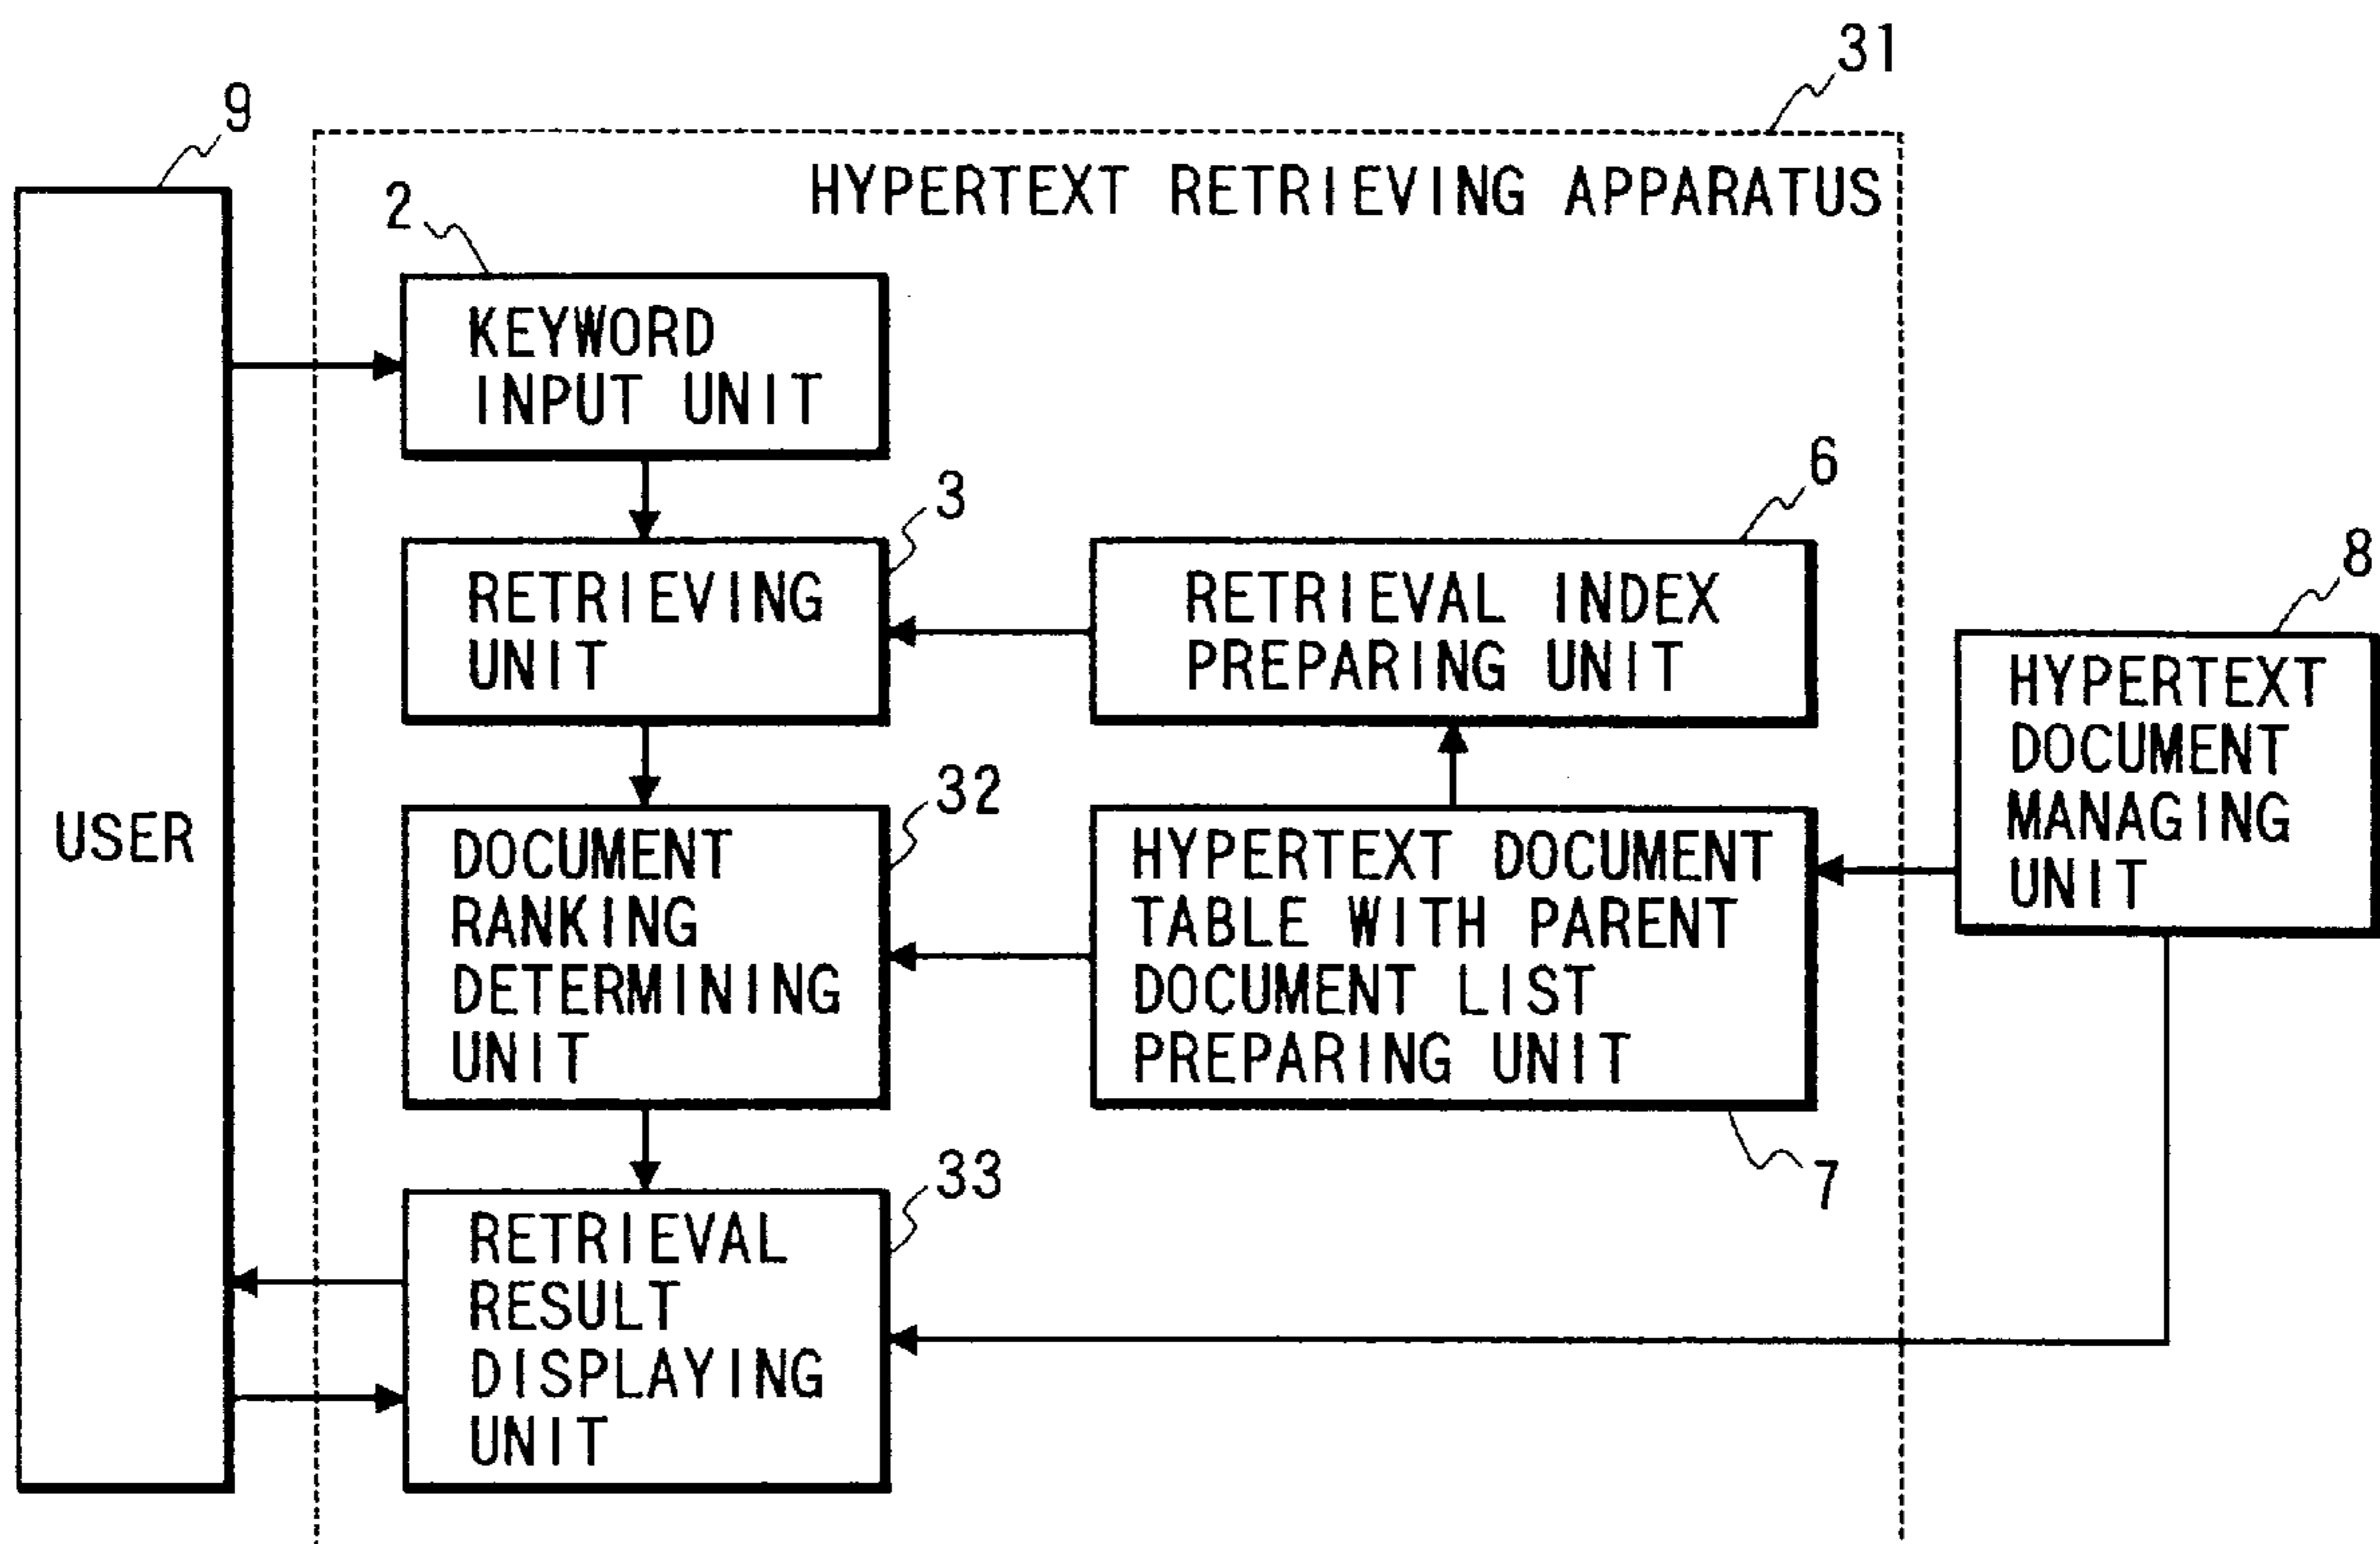 31
9
HYPERTEXT RETRIEVING APPARATUS
2
KEYWORD
INPUT UNIT
3
RETRIEVING
UNIT
6
RETRIEVAL INDEX
PREPARING UNIT
8
HYPERTEXT
DOCUMENT
MANAGING
UNIT
USER
32
DOCUMENT
RANKING
DETERMINING
UNIT
HYPERTEXT DOCUMENT
TABLE WITH PARENT
DOCUMENT LIST
PREPARING UNIT
7
33
RETRIEVAL
RESULT
DISPLAYING
UNIT